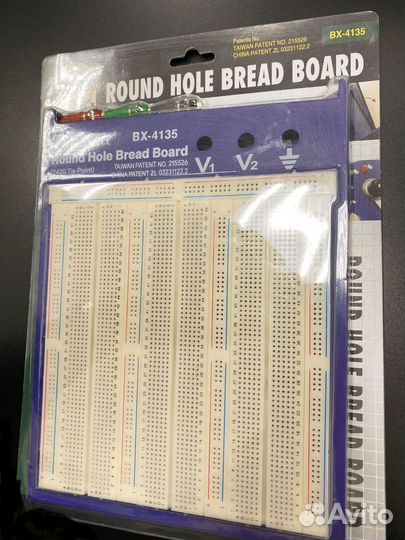 Patents No.
TAIWAN PATENT NO. 215526
CHINA PATENT ZL 03231122.2
BX-4135
ROUND HOLE BREAD BOARD
BX-4135
Round Hole Bread Board
(2420 Tie Point)
TAIWAN PATENT NO. 215526
CHINA PATENT ZL 03231122.2
V1
V2
ROUND HOLE BREAD BOARD
Avito